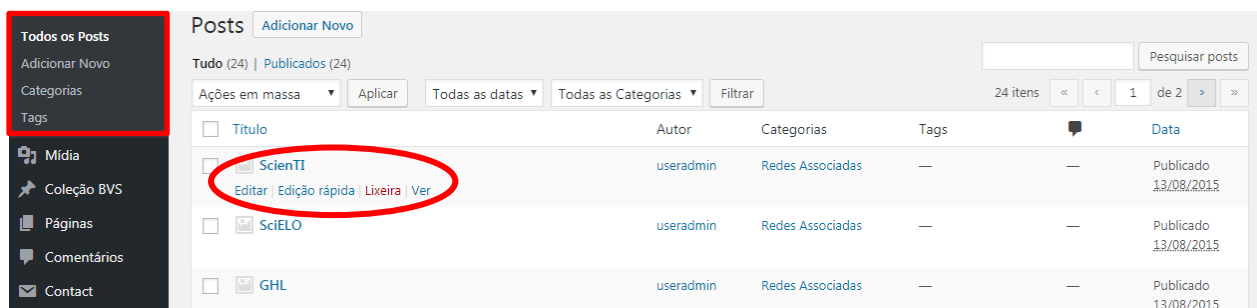 Todos os Posts
Adicionar Novo
Categorias
Tags
Mídia
Coleção BVS
Páginas
Comentários
Contact
Posts Adicionar Novo
Tudo (24) | Publicados (24)
Pesquisar posts
Ações em massa ▼ Aplicar Todas as datas ▼ Todas as Categorias ▼ Filtrar 24 itens « ‹ 1 de 2 › »
Título Autor Categorias Tags Data
ScienTI useradmin Redes Associadas — — Publicado
Editar | Edição rápida | Lixeira | Ver 13/08/2015
SciELO useradmin Redes Associadas — — Publicado
13/08/2015
GHL useradmin Redes Associadas — — Publicado
13/08/2015